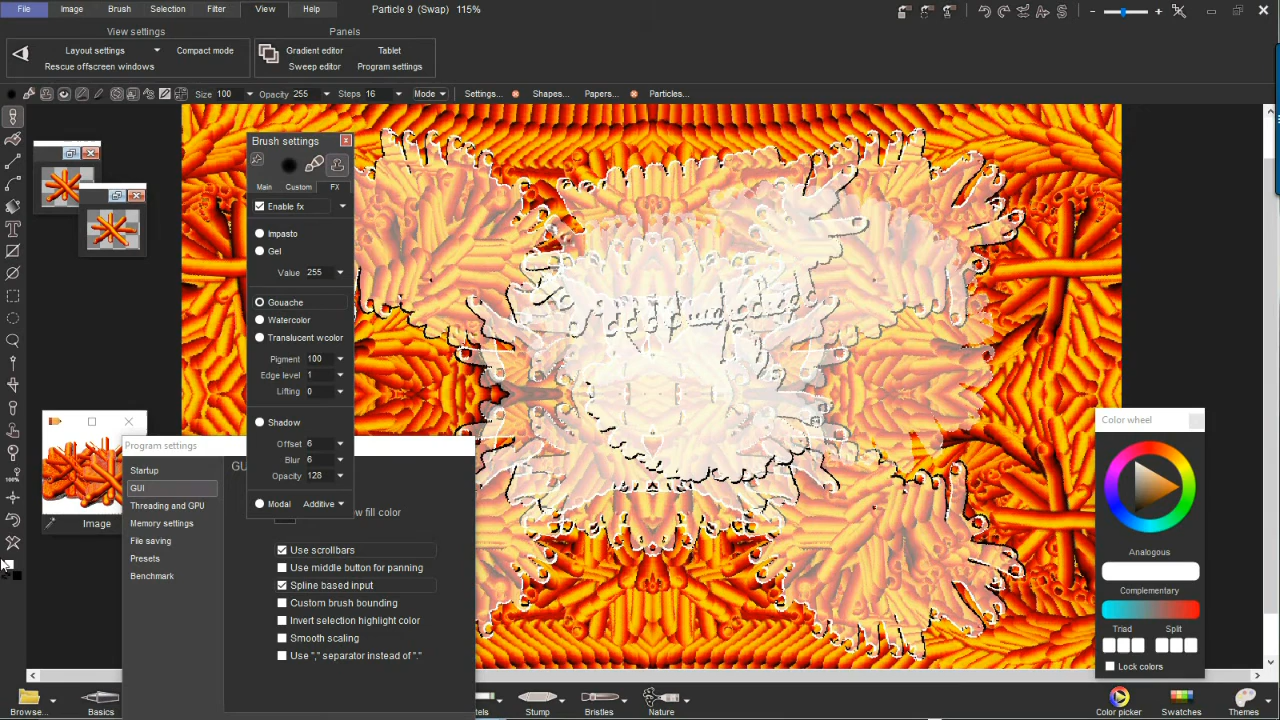 File Image Brush Selection Filter View Help Particle 9 (Swap) 115%
View settings Panels
Layout settings Compact mode Gradient editor Tablet
Rescue offscreen windows Sweep editor Program settings
Size 100 Opacity 255 Steps 16 Mode Settings... Shapes... Papers... Particles...
Brush settings
Main Custom FX
Enable fx
Impasto
Gel
Value 255
Gouache
Watercolor
Translucent wcolor
Pigment 100
Edge level 1
Lifting 0
Shadow
Offset 6
Blur 6
Opacity 128
Modal Additive
Image
Program settings
Startup
GUI
Threading and GPU
Memory settings
File saving
Presets
Benchmark
GU
w fill color
Use scrollbars
Use middle button for panning
Spline based input
Custom brush bounding
Invert selection highlight color
Smooth scaling
Use "," separator instead of "."
Color wheel
Analogous
Complementary
Triad Split
Lock colors
100%
Browse... Basics tels Stump Bristles Nature Color picker Swatches Themes